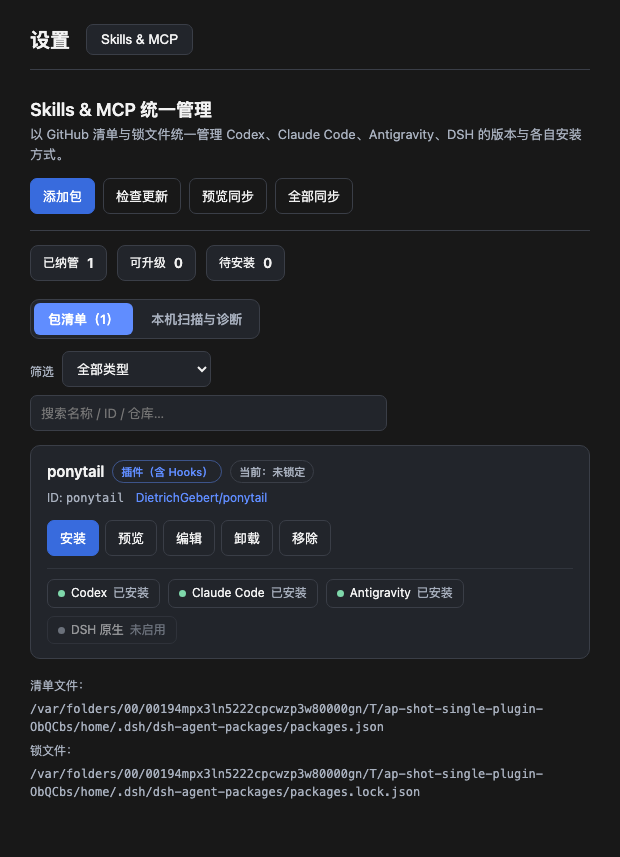 设置 Skills & MCP
Skills & MCP 统一管理
以 GitHub 清单与锁文件统一管理 Codex、Claude Code、Antigravity、DSH 的版本与各自安装
方式。
添加包 检查更新 预览同步 全部同步
已纳管 1 可升级 0 待安装 0
包清单（1） 本机扫描与诊断
筛选 全部类型
搜索名称 / ID / 仓库...
ponytail 插件（含 Hooks） 当前：未锁定
ID: ponytail DietrichGebert/ponytail
安装 预览 编辑 卸载 移除
Codex 已安装 Claude Code 已安装 Antigravity 已安装
DSH 原生 未启用
清单文件：
/var/folders/00/00194mpx3ln5222cpcwzp3w80000gn/T/ap-shot-single-plugin-
ObQCbs/home/.dsh/dsh-agent-packages/packages.json
锁文件：
/var/folders/00/00194mpx3ln5222cpcwzp3w80000gn/T/ap-shot-single-plugin-
ObQCbs/home/.dsh/dsh-agent-packages/packages.lock.json